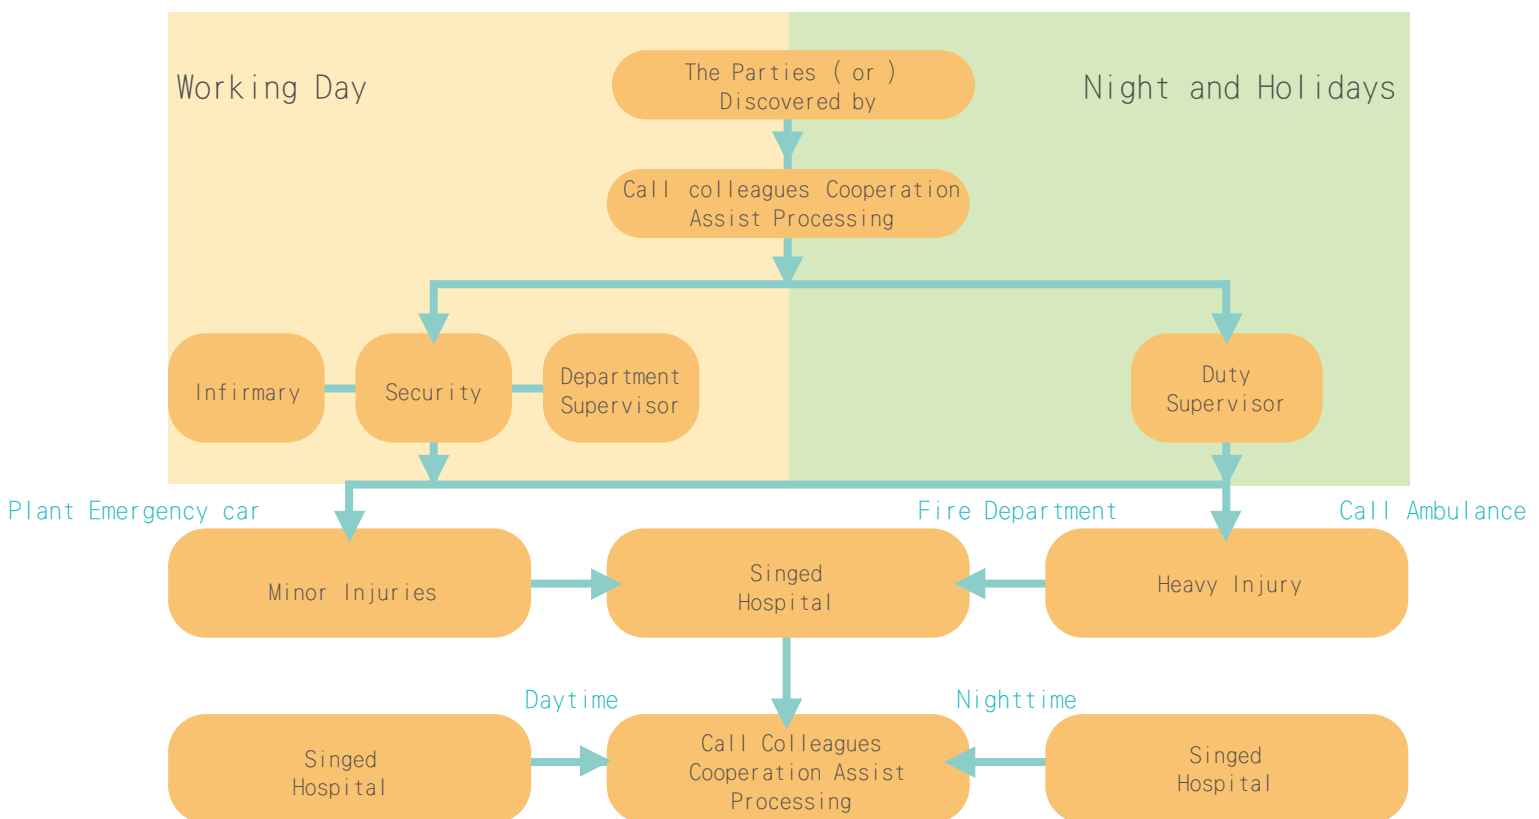 Working Day
The Parties ( or )
Discovered by
Night and Holidays
Call colleagues Cooperation
Assist Processing
Infirmary
Security
Department
Supervisor
Duty
Supervisor
Plant Emergency car
Fire Department
Call Ambulance
Minor Injuries
Singed
Hospital
Heavy Injury
Daytime
Nighttime
Singed
Hospital
Call Colleagues
Cooperation Assist
Processing
Singed
Hospital